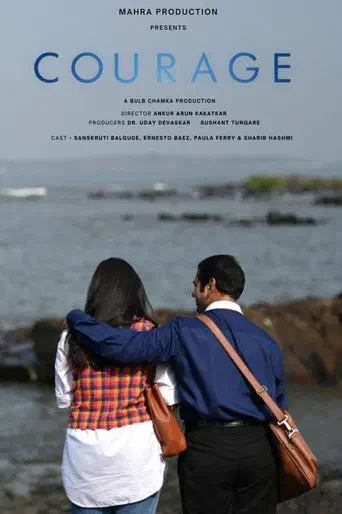 MAHRA PRODUCTION
PRESENTS
COURAGE
A BULB CHAMKA PRODUCTION
DIRECTOR ANKUR ARUN KAKATKAR
PRODUCERS DR. UDAY DEVASKAR SUSHANT TUNGARE
CAST - SANSKRUTI BALGUDE, ERNESTO BAEZ, PAULA FERRY & SHARIB HASHMI